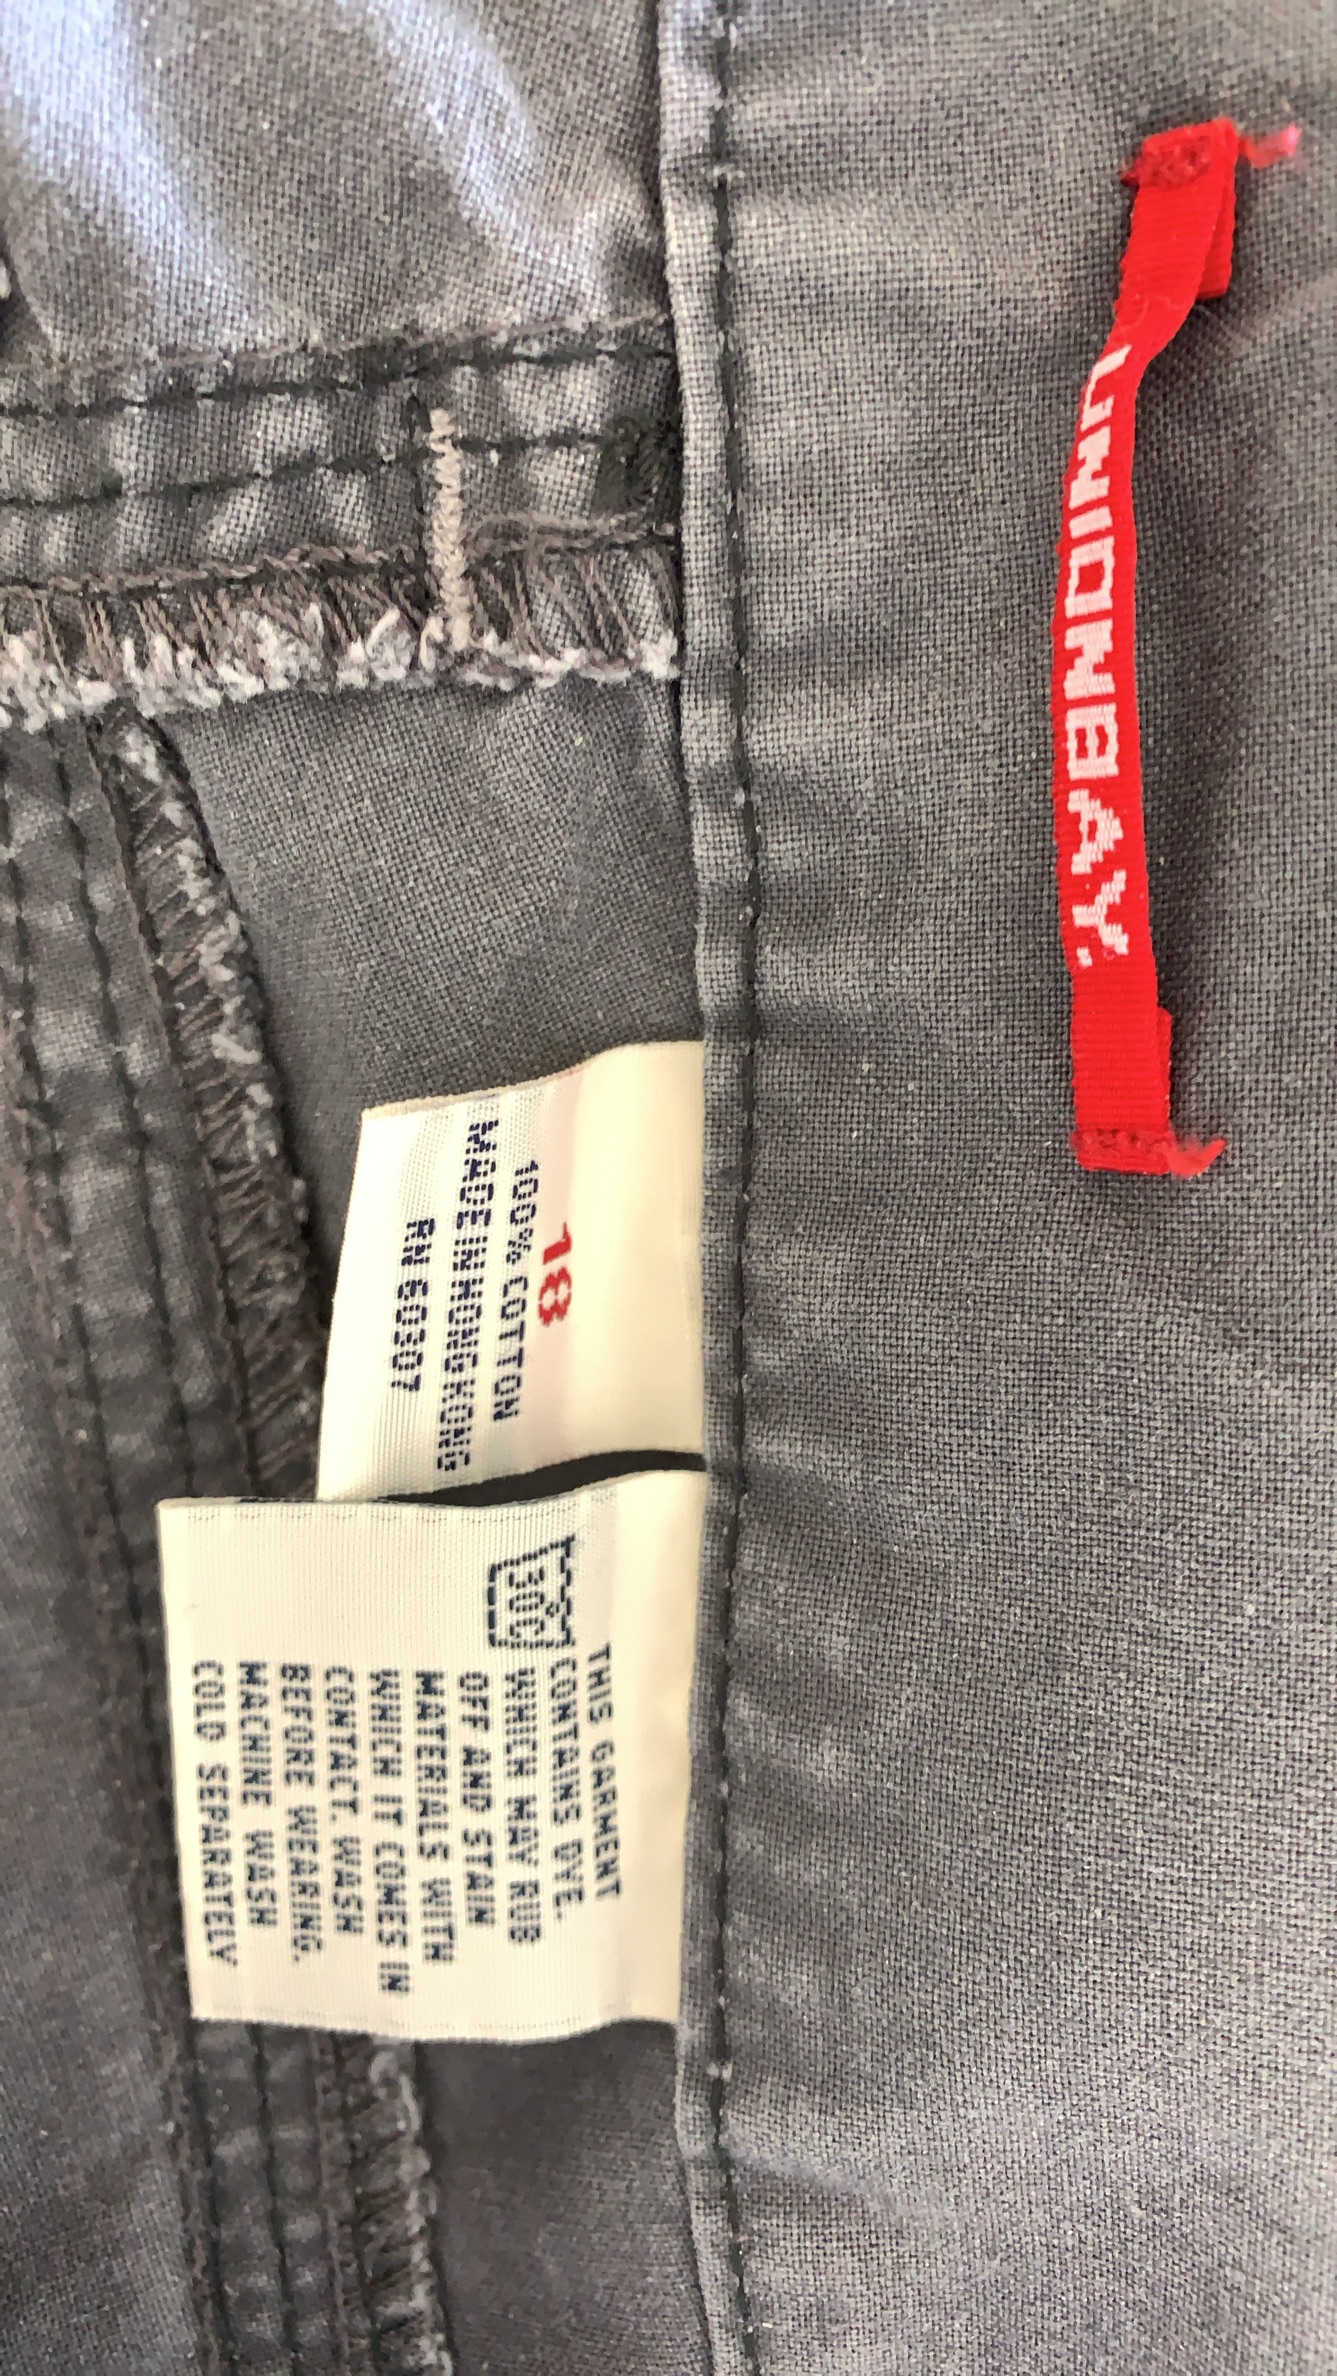 UNIONBAY.
18
100% COTTON
MADE IN HONG KONG
RN 60307
30°C
THIS GARMENT
CONTAINS DYE,
WHICH MAY RUB
OFF AND STAIN
MATERIALS WITH
WHICH IT COMES IN
CONTACT. WASH
BEFORE WEARING.
MACHINE WASH
COLD SEPARATELY